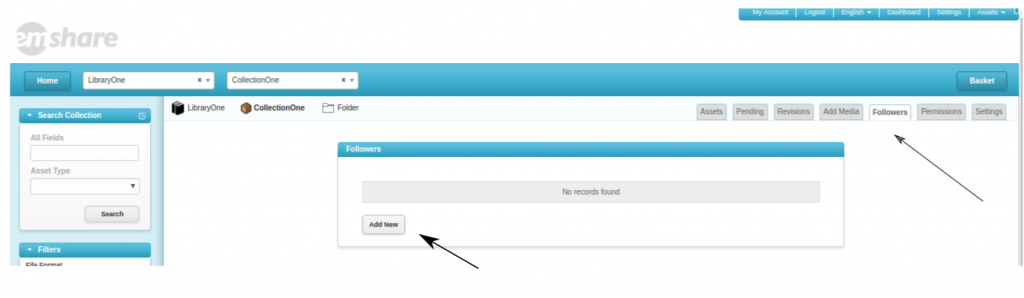 My Account Logout English Dashboard Settings Assets
emshare
Home LibraryOne × CollectionOne × Basket
LibraryOne CollectionOne Folder Assets Pending Revisions Add Media Followers Permissions Settings
Search Collection
All Fields
Asset Type
Search
Filters
File Format
Followers
No records found
Add New